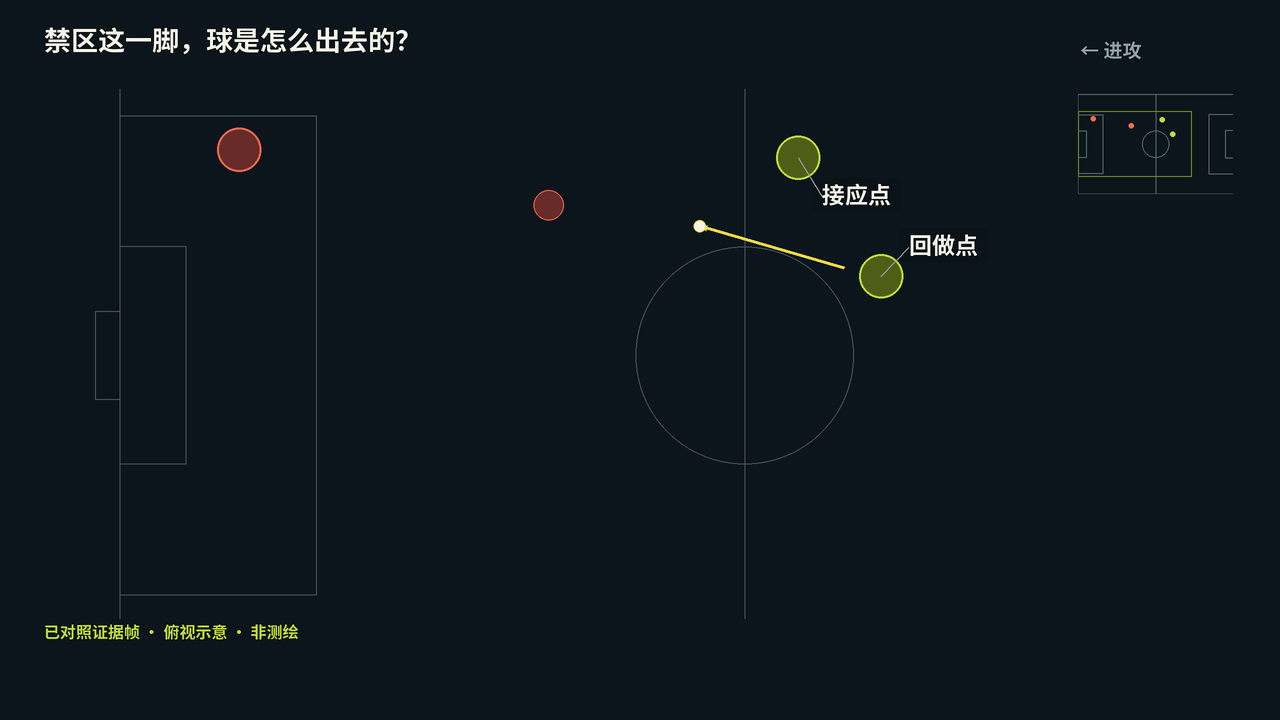 禁区这一脚，球是怎么出去的？
← 进攻
接应点
回做点
已对照证据帧 · 俯视示意 · 非测绘